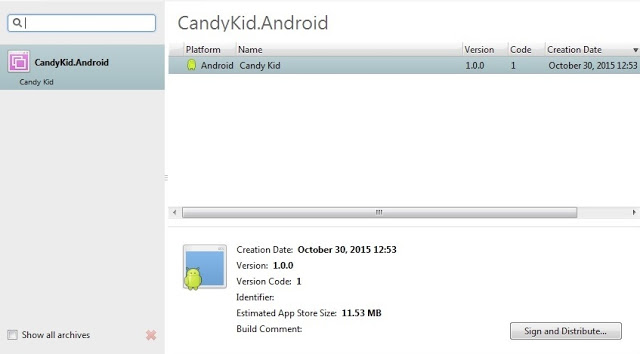 CandyKid.Android
Candy Kid
Show all archives
CandyKid.Android
Platform Name Version Code Creation Date
Android Candy Kid 1.0.0 1 October 30, 2015 12:53
Creation Date: October 30, 2015 12:53
Version: 1.0.0
Version Code: 1
Identifier:
Estimated App Store Size: 11.53 MB
Build Comment:
Sign and Distribute...